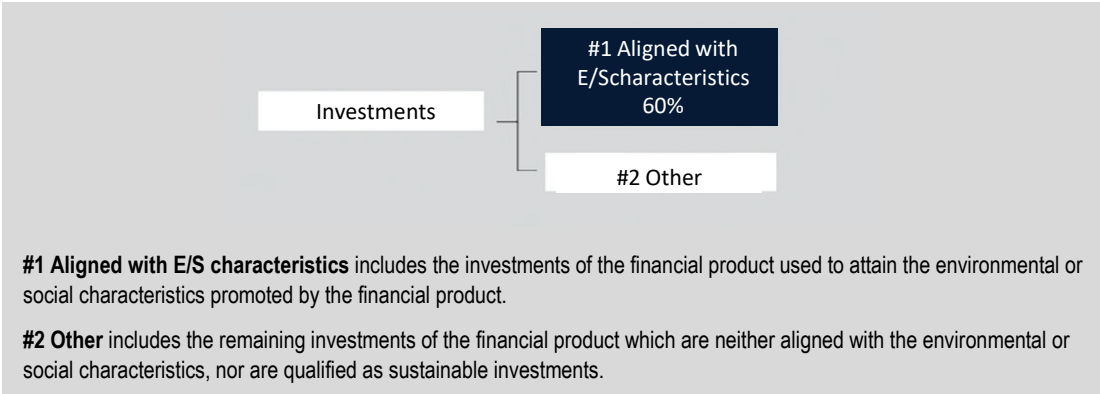 #1 Aligned with
E/Scharacteristics
60%
Investments
#2 Other
#1 Aligned with E/S characteristics includes the investments of the financial product used to attain the environmental or
social characteristics promoted by the financial product.
#2 Other includes the remaining investments of the financial product which are neither aligned with the environmental or
social characteristics, nor are qualified as sustainable investments.